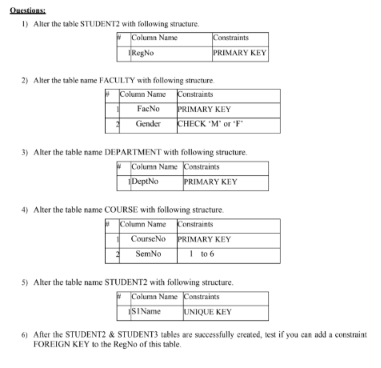 Questions:
1) Alter the table STUDENT2 with following structure.
# Column Name Constraints
1 RegNo PRIMARY KEY
2) Alter the table name FACULTY with following structure.
# Column Name Constraints
1 FacNo PRIMARY KEY
2 Gender CHECK 'M' or 'F'
3) Alter the table name DEPARTMENT with following structure.
# Column Name Constraints
1 DeptNo PRIMARY KEY
4) Alter the table name COURSE with following structure.
# Column Name Constraints
1 CourseNo PRIMARY KEY
2 SemNo 1 to 6
5) Alter the table name STUDENT2 with following structure.
# Column Name Constraints
1 S1Name UNIQUE KEY
6) After the STUDENT2 & STUDENT3 tables are successfully created, test if you can add a constraint
FOREIGN KEY to the RegNo of this table.